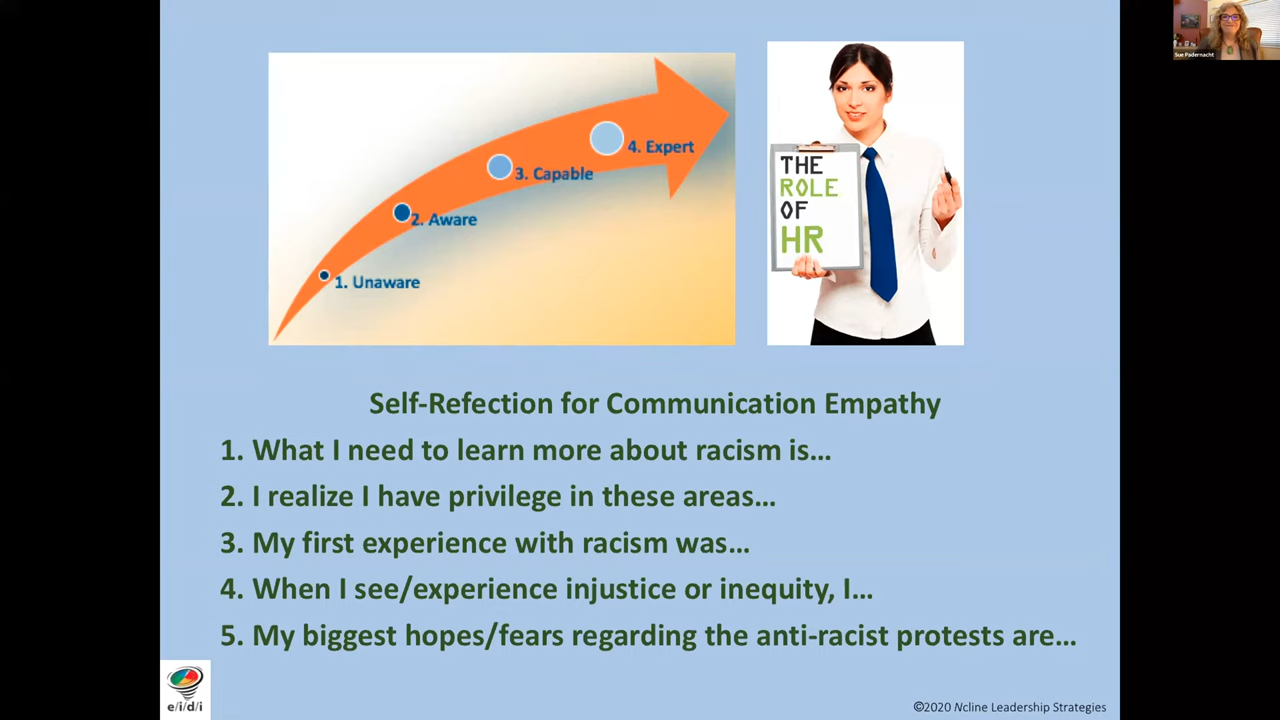 Sue Padernacht
4. Expert
3. Capable
2. Aware
1. Unaware
THE
ROLE
OF
HR
Self-Refection for Communication Empathy
1. What I need to learn more about racism is...
2. I realize I have privilege in these areas...
3. My first experience with racism was...
4. When I see/experience injustice or inequity, I...
5. My biggest hopes/fears regarding the anti-racist protests are...
e/i/d/i
©2020 Ncline Leadership Strategies